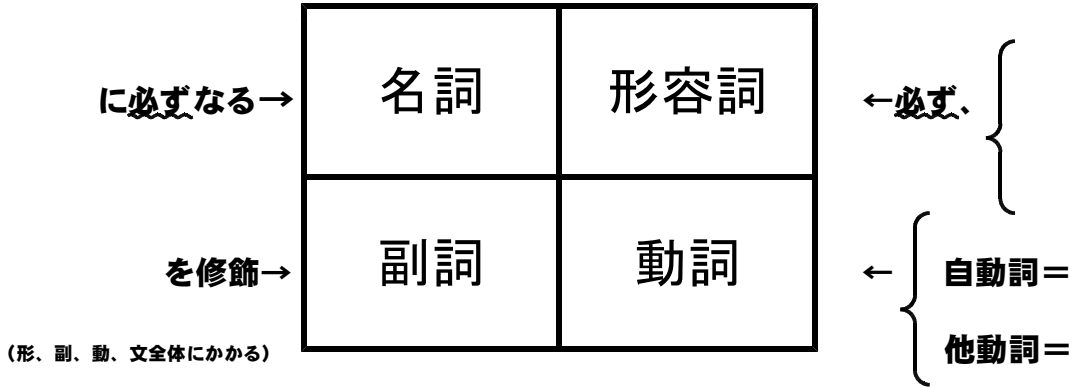 に必ずなる→ 名詞 形容詞 ←必ず、
を修飾→ 副詞 動詞 ← 自動詞＝
他動詞＝
（形、副、動、文全体にかかる）